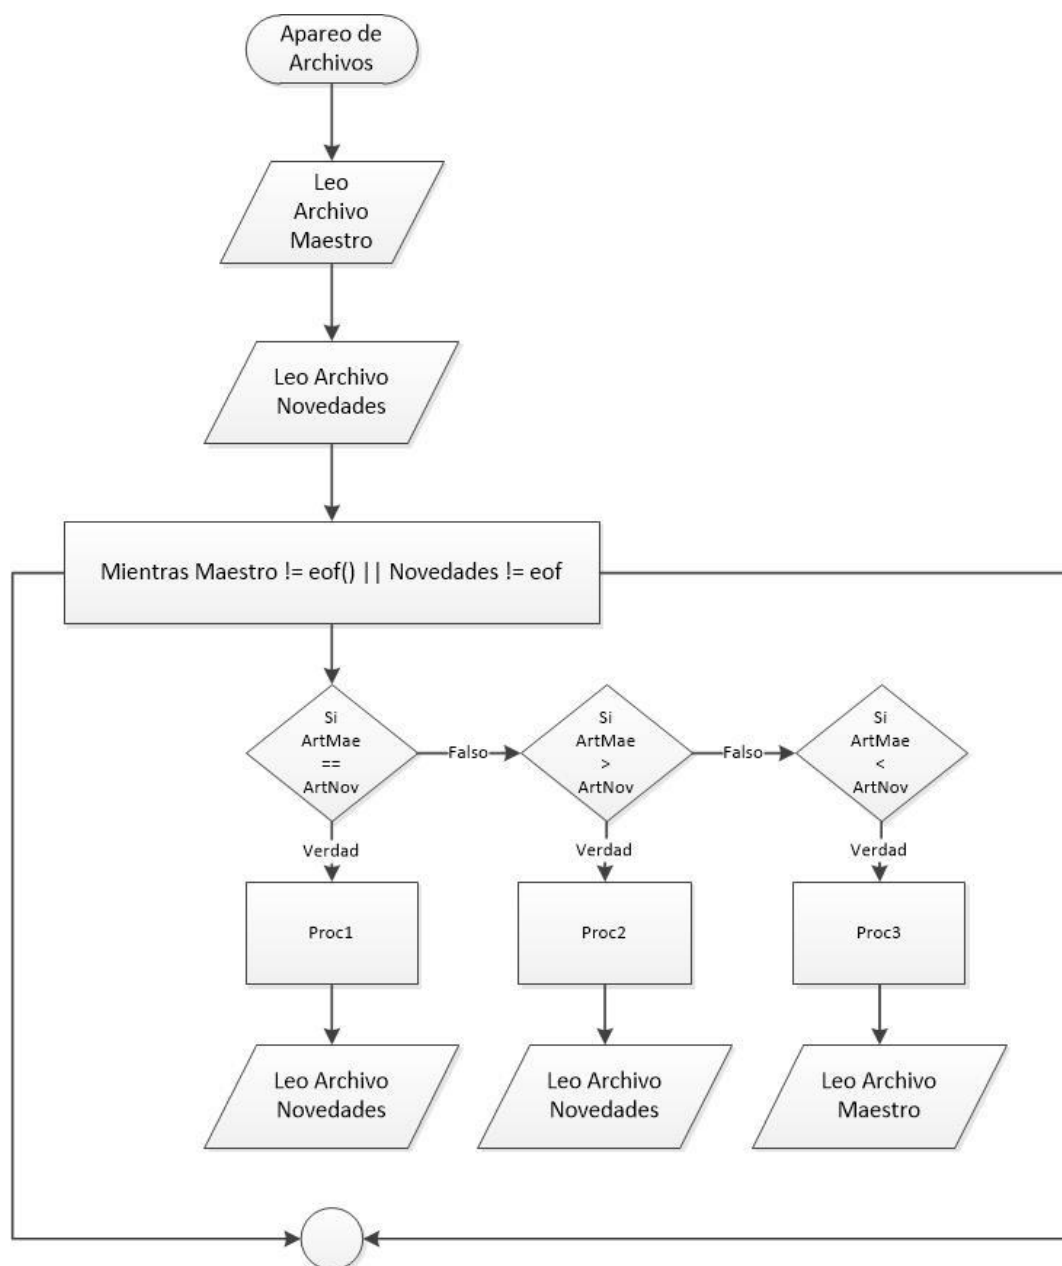 Apareo de
Archivos
Leo
Archivo
Maestro
Leo Archivo
Novedades
Mientras Maestro != eof() || Novedades != eof
Si
ArtMae
==
ArtNov
Falso
Si
ArtMae
>
ArtNov
Falso
Si
ArtMae
<
ArtNov
Verdad
Verdad
Verdad
Proc1
Proc2
Proc3
Leo Archivo
Novedades
Leo Archivo
Novedades
Leo Archivo
Maestro